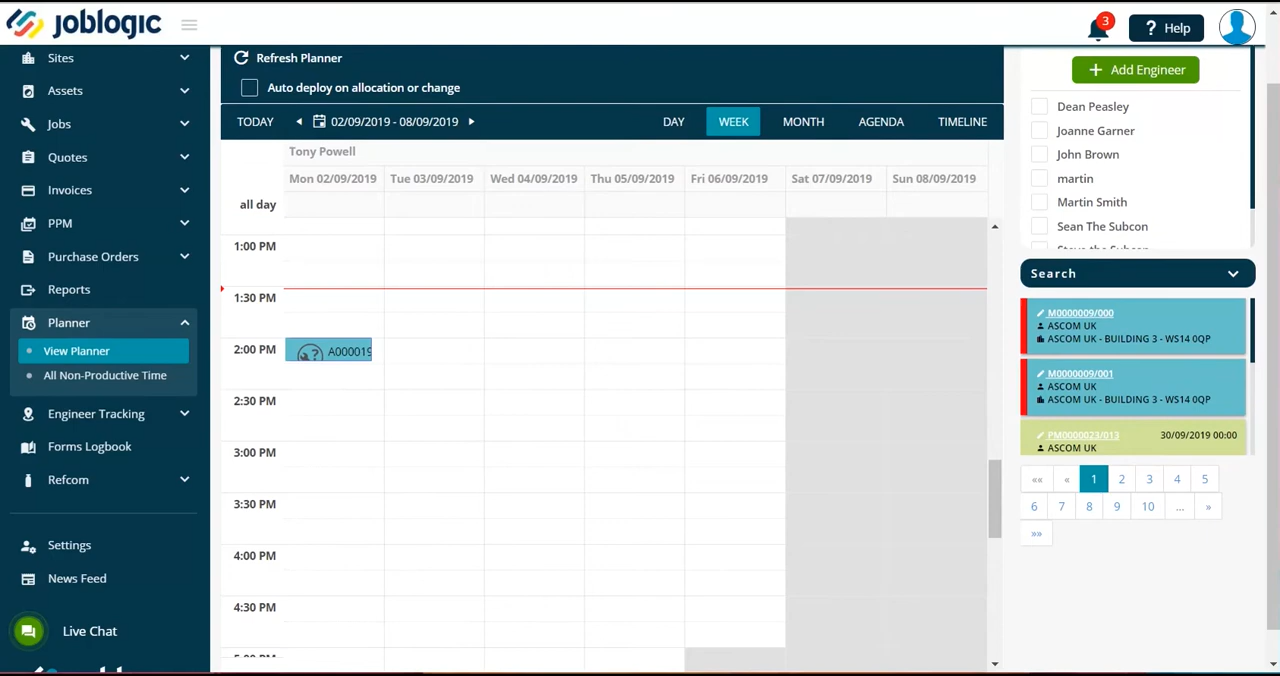 joblogic
3
? Help
Sites
Assets
Jobs
Quotes
Invoices
PPM
Purchase Orders
Reports
Planner
View Planner
All Non-Productive Time
Engineer Tracking
Forms Logbook
Refcom
Settings
News Feed
Live Chat
Refresh Planner
Auto deploy on allocation or change
TODAY 02/09/2019 - 08/09/2019 DAY WEEK MONTH AGENDA TIMELINE
Tony Powell
Mon 02/09/2019 Tue 03/09/2019 Wed 04/09/2019 Thu 05/09/2019 Fri 06/09/2019 Sat 07/09/2019 Sun 08/09/2019
all day
1:00 PM
1:30 PM
2:00 PM A000019
2:30 PM
3:00 PM
3:30 PM
4:00 PM
4:30 PM
+ Add Engineer
Dean Peasley
Joanne Garner
John Brown
martin
Martin Smith
Sean The Subcon
Search
M0000009/000
ASCOM UK
ASCOM UK - BUILDING 3 - WS14 0QP
M0000009/001
ASCOM UK
ASCOM UK - BUILDING 3 - WS14 0QP
PM0000023/013 30/09/2019 00:00
ASCOM UK
«« « 1 2 3 4 5
6 7 8 9 10 ... »
»»